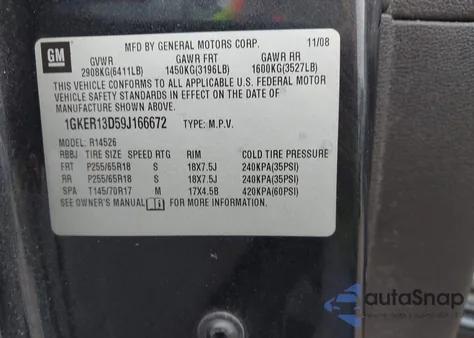 MFD BY GENERAL MOTORS CORP. 11/08
GM
GVWR GAWR FRT GAWR RR
2908KG(6411LB) 1450KG(3196LB) 1600KG(3527LB)
THIS VEHICLE CONFORMS TO ALL APPLICABLE U.S. FEDERAL MOTOR
VEHICLE SAFETY STANDARDS IN EFFECT ON THE DATE OF
MANUFACTURE SHOWN ABOVE.
1GKER13D59J166672 TYPE: M.P.V.
MODEL: R14526
RBBJ TIRE SIZE SPEED RTG RIM COLD TIRE PRESSURE
FRT P255/65R18 S 18X7.5J 240KPA(35PSI)
RR P255/65R18 S 18X7.5J 240KPA(35PSI)
SPA T145/70R17 M 17X4.5B 420KPA(60PSI)
SEE OWNER'S MANUAL FOR MORE INFORMATION.
autaSnap